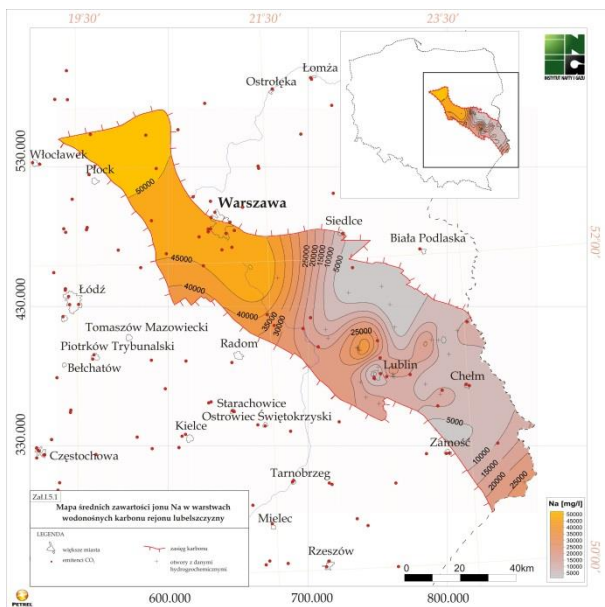 19'30'
21'30'
23'30'
INSTYTUT NAFTY I GAZU
Łomża
Ostrołęka
530.000
Włocławek
Płock
50000
Warszawa
Siedlce
Biała Podlaska
52'00'
25000
20000
15000
10000
5000
45000
430.000
Łódź
40000
40000
35000
30000
25000
Tomaszów Mazowiecki
Piotrków Trybunalski
Radom
Bełchatów
Lublin
Chełm
Starachowice
Ostrowiec Świętokrzyski
Kielce
5000
330.000
Częstochowa
Zamość
10000
15000
20000
25000
Tarnobrzeg
Zał.I.5.1
Mapa średnich zawartości jonu Na w warstwach
wodonośnych karbonu rejonu lubelszczyzny
Mielec
LEGENDA
większe miasta
zasięg karbonu
emitenci CO₂
otwory z danymi
hydrogeochemicznymi
Rzeszów
Na [mg/l]
50000
45000
40000
35000
30000
25000
20000
15000
10000
5000
50'00'
0
20
40km
PETREL
600.000
700.000
800.000